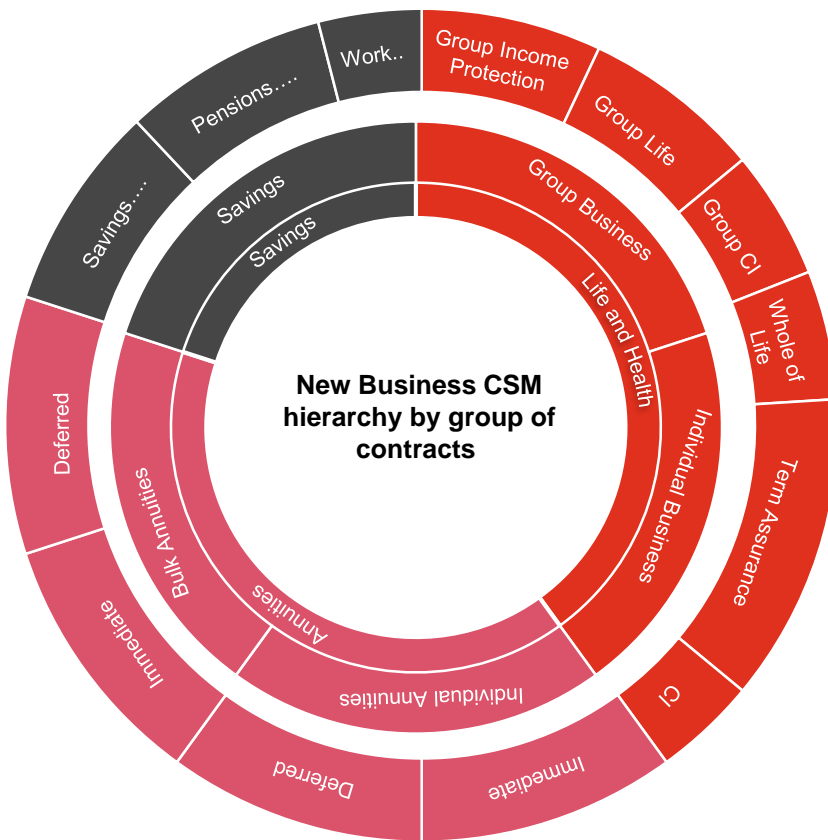 New Business CSM
hierarchy by group of
contracts
Group Income
Protection
Group Life
Group CI
Whole of
Life
Term Assurance
CI
Immediate
Deferred
Immediate
Deferred
Savings....
Pensions....
Work..
Group Business
Individual Business
Individual Annuities
Bulk Annuities
Savings
Life and Health
Annuities
Savings